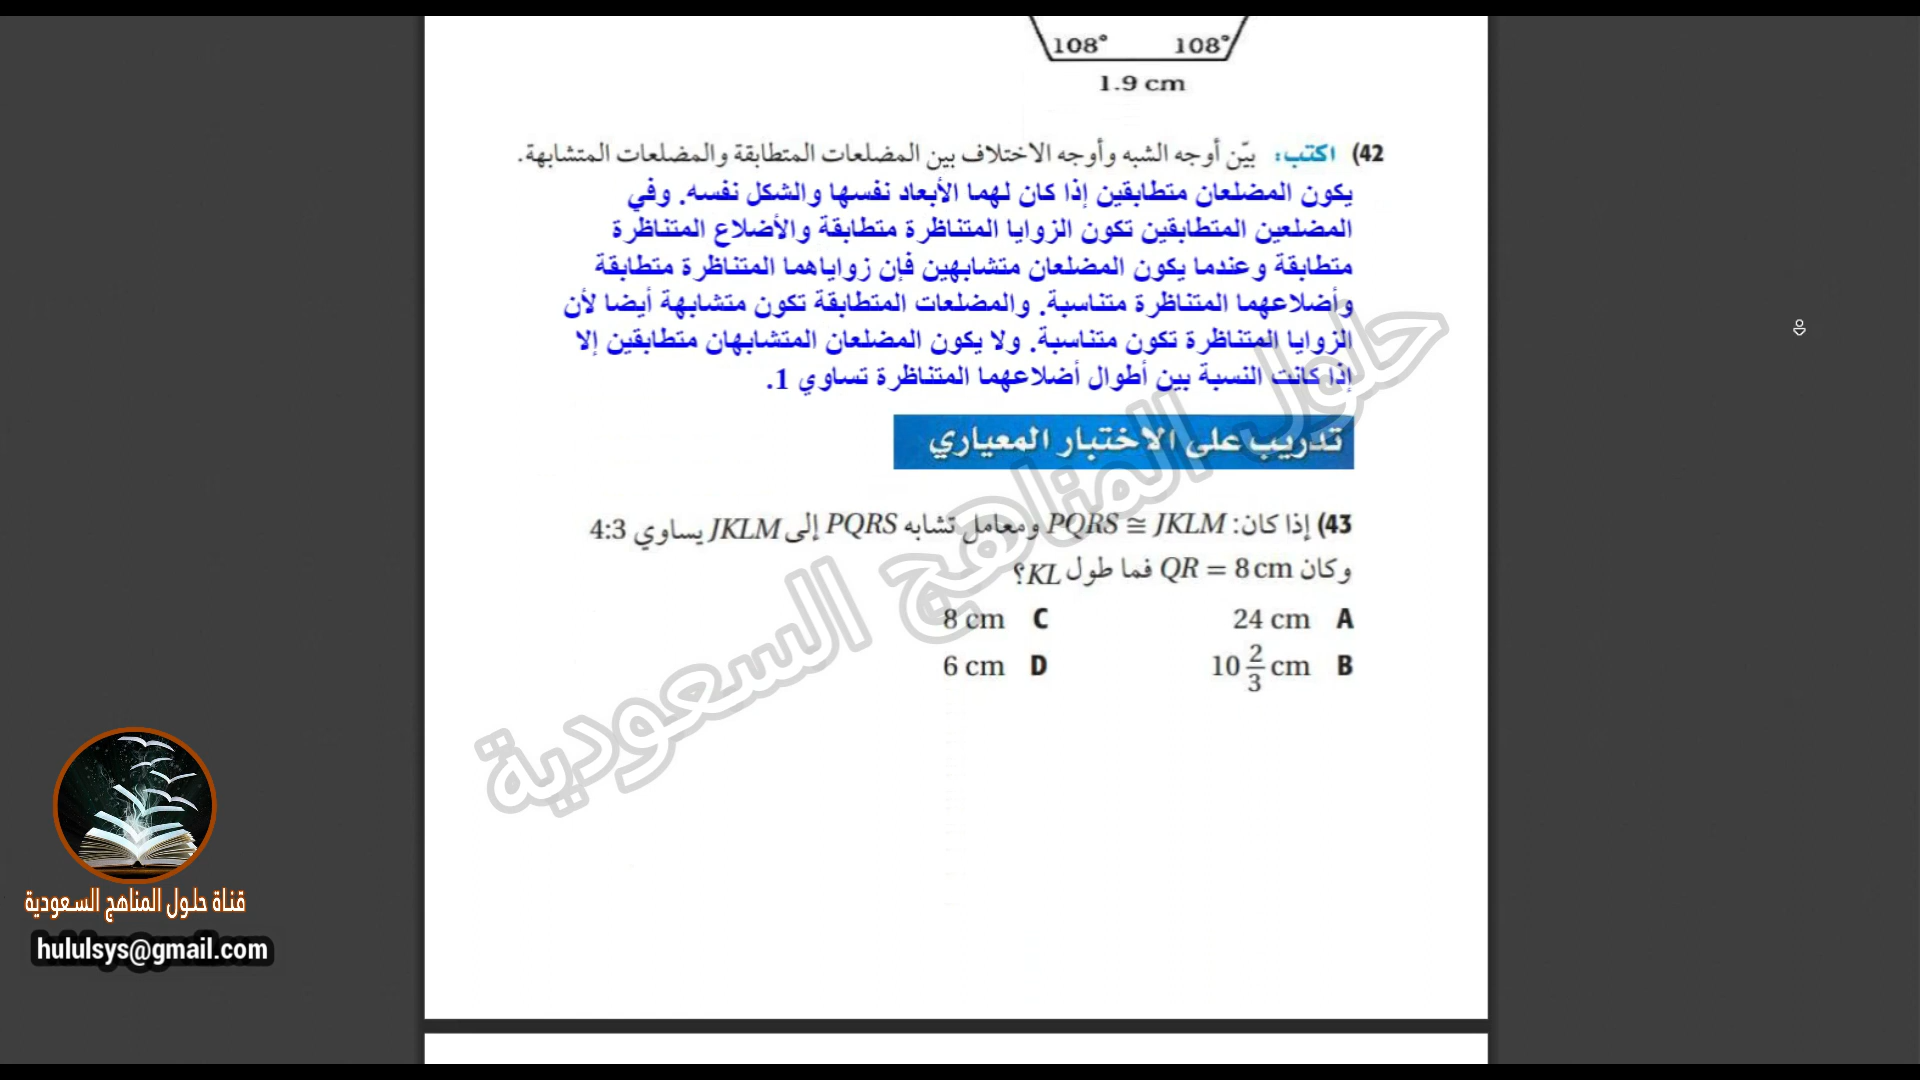 108° 108°
1.9 cm
42) اكتب: بيّن أوجه الشبه وأوجه الاختلاف بين المضلعات المتطابقة والمضلعات المتشابهة.
يكون المضلعان متطابقين إذا كان لهما الأبعاد نفسها والشكل نفسه. وفي
المضلعين المتطابقين تكون الزوايا المتناظرة متطابقة والأضلاع المتناظرة
متطابقة وعندما يكون المضلعان متشابهين فإن زواياهما المتناظرة متطابقة
وأضلاعهما المتناظرة متناسبة. والمضلعات المتطابقة تكون متشابهة أيضا لأن
الزوايا المتناظرة تكون متناسبة. ولا يكون المضلعان المتشابهان متطابقين إلا
إذا كانت النسبة بين أطوال أضلاعهما المتناظرة تساوي 1.
تدريب على الاختبار المعياري
43) إذا كان: PQRS ≅ JKLM ومعامل تشابه PQRS إلى JKLM يساوي 4:3
وكان QR = 8 cm فما طول KL؟
24 cm A
8 cm C
10 2/3 cm B
6 cm D
حلول المناهج السعودية
قناة حلول المناهج السعودية
hululsys@gmail.com